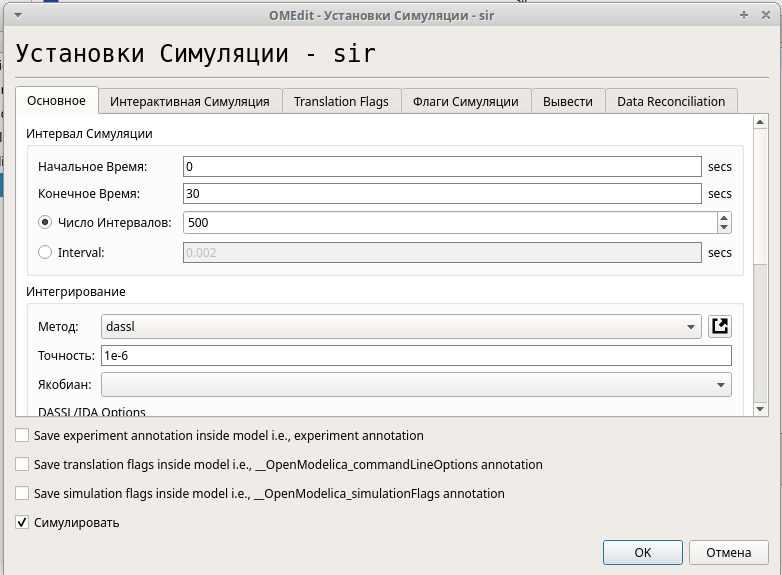 OMEdit - Установки Симуляции - sir
Установки Симуляции - sir
Основное Интерактивная Симуляция Translation Flags Флаги Симуляции Вывести Data Reconciliation
Интервал Симуляции
Начальное Время: 0 secs
Конечное Время: 30 secs
Число Интервалов: 500
Interval: 0.002 secs
Интегрирование
Метод: dassl
Точность: 1e-6
Якобиан:
DASSL/IDA Options
Save experiment annotation inside model i.e., experiment annotation
Save translation flags inside model i.e., __OpenModelica_commandLineOptions annotation
Save simulation flags inside model i.e., __OpenModelica_simulationFlags annotation
Симулировать
OK Отмена